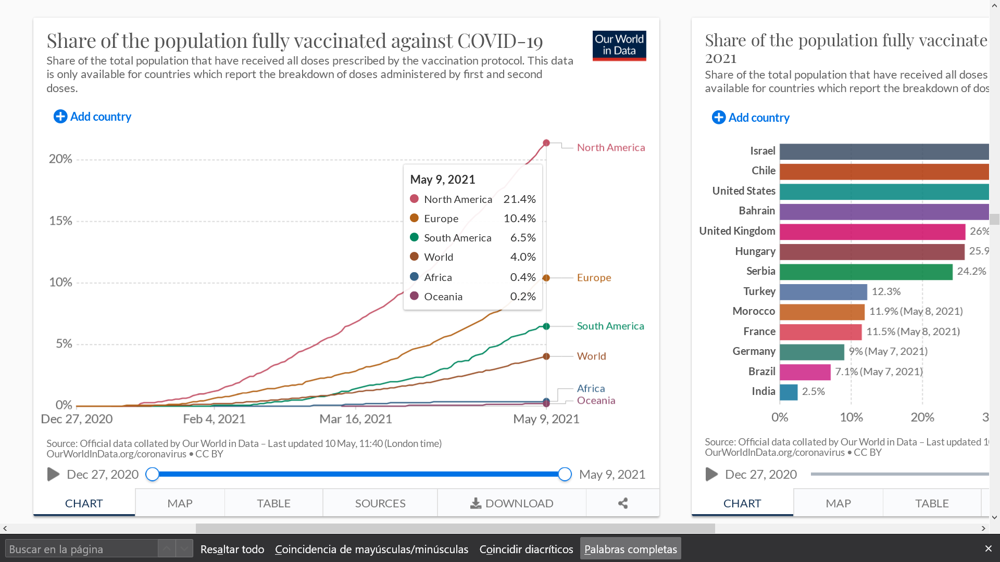 Share of the population fully vaccinated against COVID-19
Our World
in Data
Share of the total population that have received all doses prescribed by the vaccination protocol. This data
is only available for countries which report the breakdown of doses administered by first and second
doses.
Add country
20%
15%
10%
5%
0%
North America
Europe
South America
World
Africa
Oceania
May 9, 2021
North America 21.4%
Europe 10.4%
South America 6.5%
World 4.0%
Africa 0.4%
Oceania 0.2%
Dec 27, 2020 Feb 4, 2021 Mar 16, 2021 May 9, 2021
Source: Official data collated by Our World in Data – Last updated 10 May, 11:40 (London time)
OurWorldInData.org/coronavirus • CC BY
Dec 27, 2020 May 9, 2021
CHART MAP TABLE SOURCES DOWNLOAD
Share of the population fully vaccinate
2021
Share of the total population that have received all doses
available for countries which report the breakdown of dos
Add country
Israel
Chile
United States
Bahrain
United Kingdom 26%
Hungary 25.9
Serbia 24.2%
Turkey 12.3%
Morocco 11.9% (May 8, 2021)
France 11.5% (May 8, 2021)
Germany 9% (May 7, 2021)
Brazil 7.1% (May 7, 2021)
India 2.5%
0% 10% 20% 3
Source: Official data collated by Our World in Data – Last updated 1
OurWorldInData.org/coronavirus • CC BY
Dec 27, 2020
CHART MAP TABLE
Buscar en la página Resaltar todo Coincidencia de mayúsculas/minúsculas Coincidir diacríticos Palabras completas